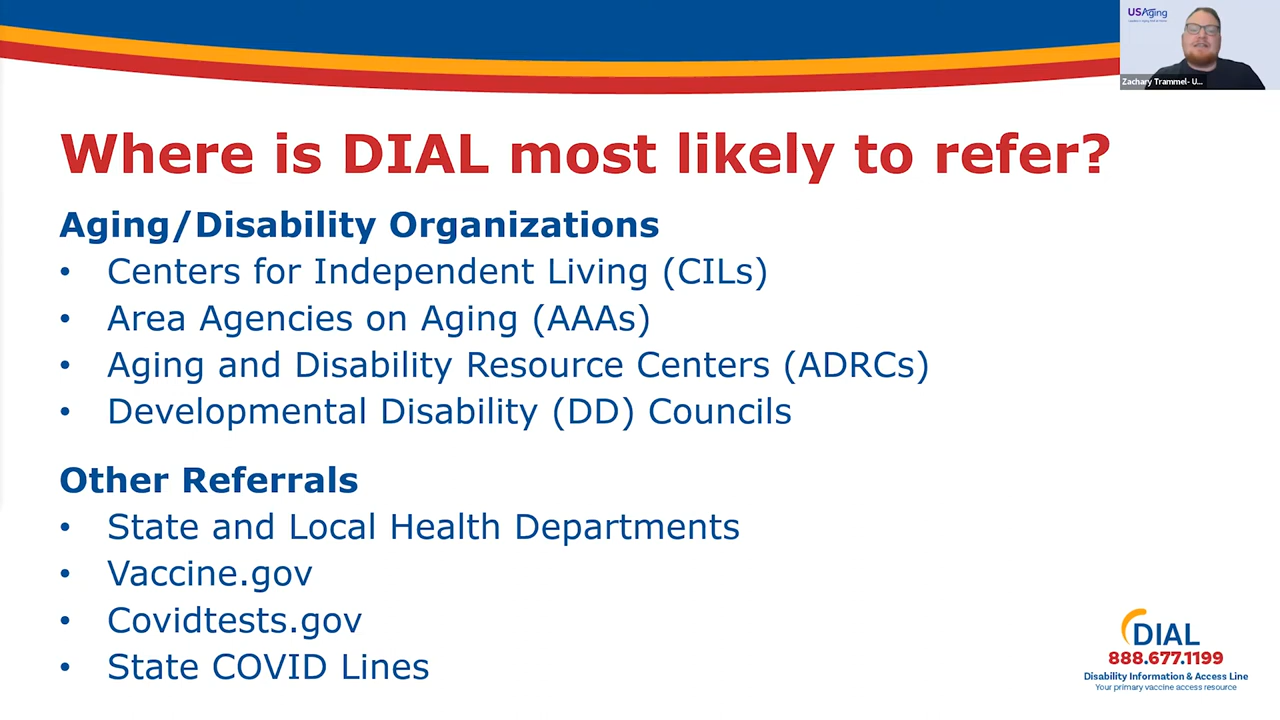 USAging
Zachary Trammel- U...
Where is DIAL most likely to refer?
Aging/Disability Organizations
• Centers for Independent Living (CILs)
• Area Agencies on Aging (AAAs)
• Aging and Disability Resource Centers (ADRCs)
• Developmental Disability (DD) Councils
Other Referrals
• State and Local Health Departments
• Vaccine.gov
• Covidtests.gov
• State COVID Lines
DIAL
888.677.1199
Disability Information & Access Line
Your primary vaccine access resource